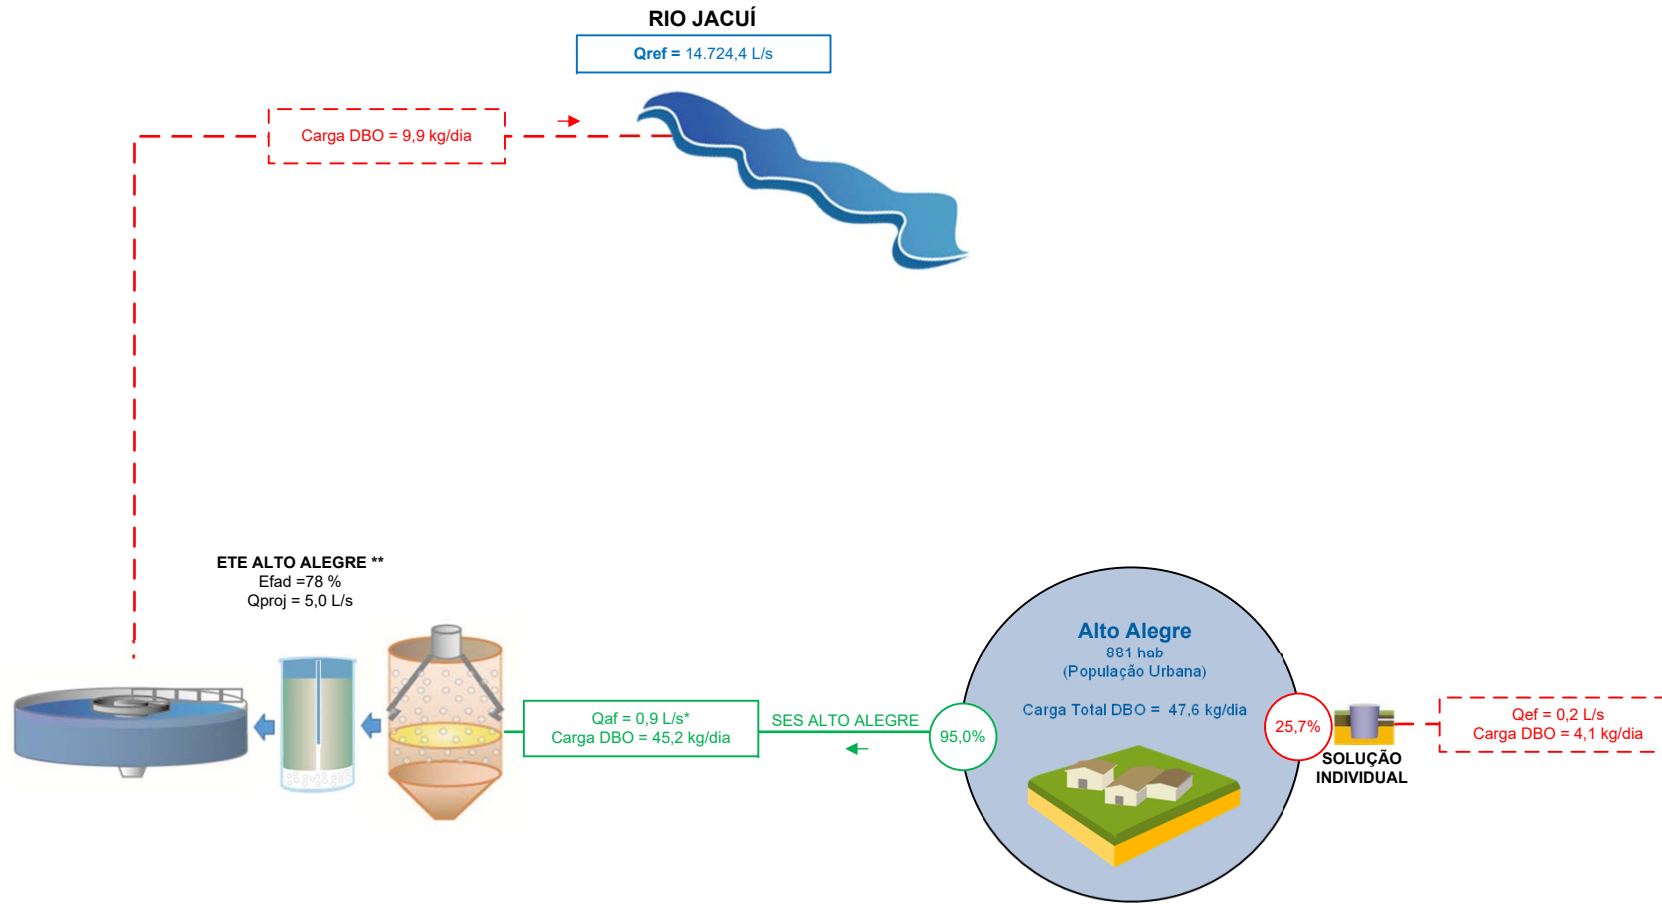 RIO JACUÍ
Qref = 14.724,4 L/s
Carga DBO = 9,9 kg/dia
ETE ALTO ALEGRE **
Efad =78 %
Qproj = 5,0 L/s
Qaf = 0,9 L/s*
Carga DBO = 45,2 kg/dia
SES ALTO ALEGRE
95,0%
Alto Alegre
881 hab
(População Urbana)
Carga Total DBO = 47,6 kg/dia
25,7%
SOLUÇÃO
INDIVIDUAL
Qef = 0,2 L/s
Carga DBO = 4,1 kg/dia